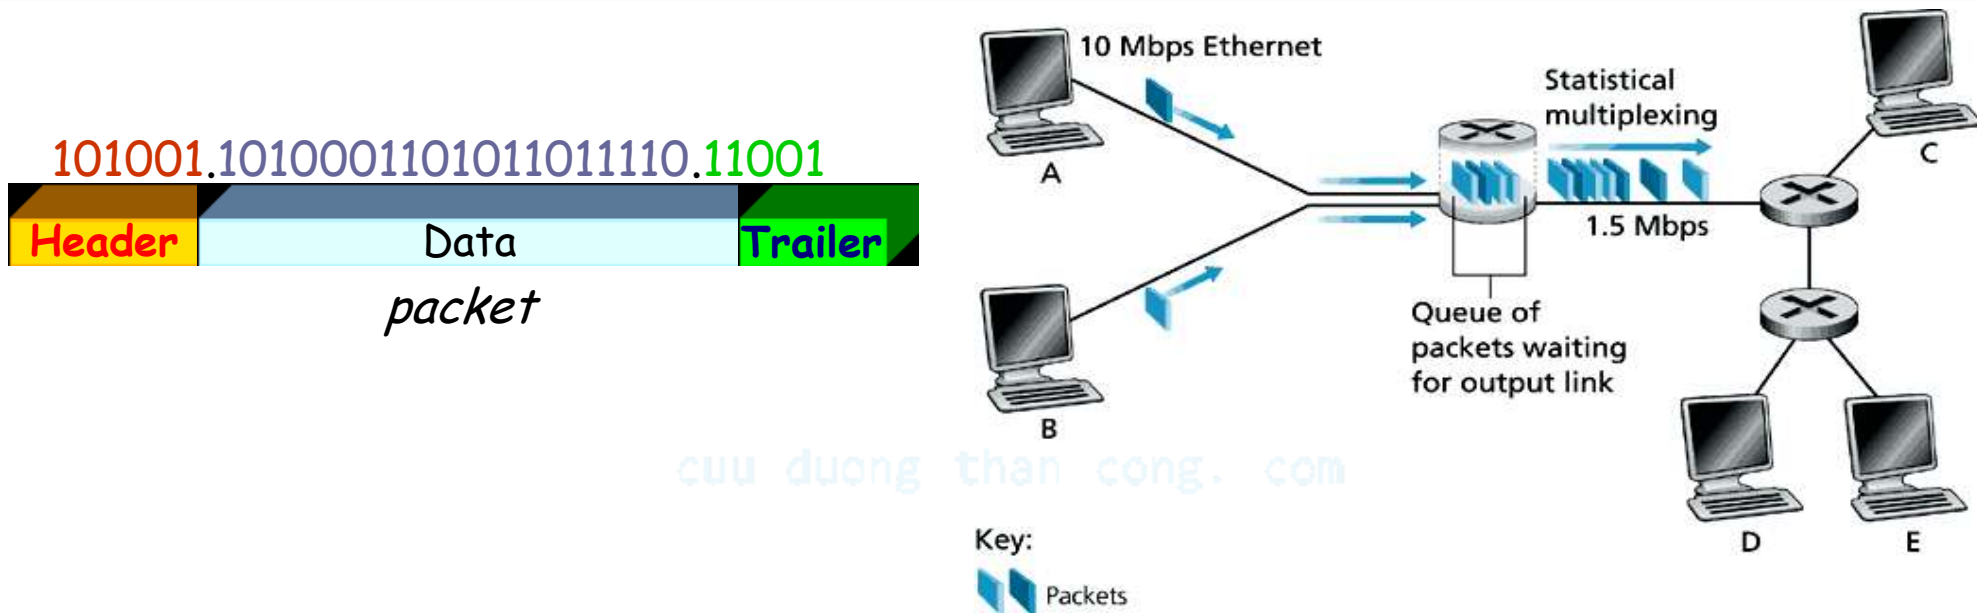 101001.1010001101011011110.11001
Header
Data
Trailer
packet
10 Mbps Ethernet
A
B
Statistical
multiplexing
1.5 Mbps
Queue of
packets waiting
for output link
C
D
E
cuu duong than cong. com
Key:
Packets